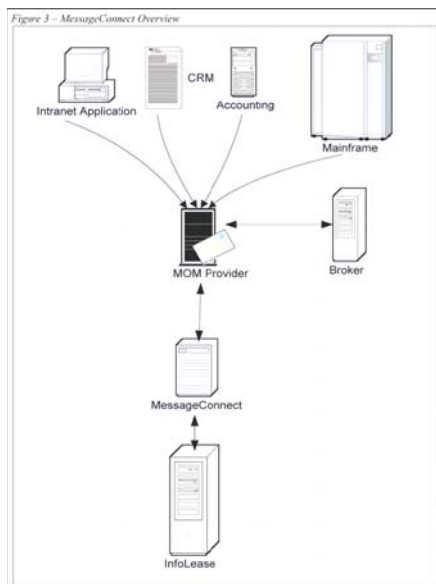 Figure 3 – MessageConnect Overview
CRM
Intranet Application
Accounting
Mainframe
MOM Provider
Broker
MessageConnect
InfoLease